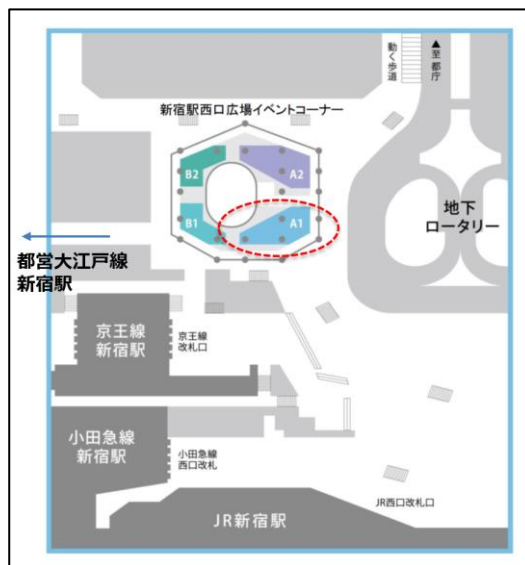 動く歩道
▲至 都庁
新宿駅西口広場イベントコーナー
B2
A2
B1
A1
地下
ロータリー
都営大江戸線
新宿駅
京王線
新宿駅
京王線
改札口
小田急線
新宿駅
小田急線
西口改札
JR西口改札口
JR新宿駅